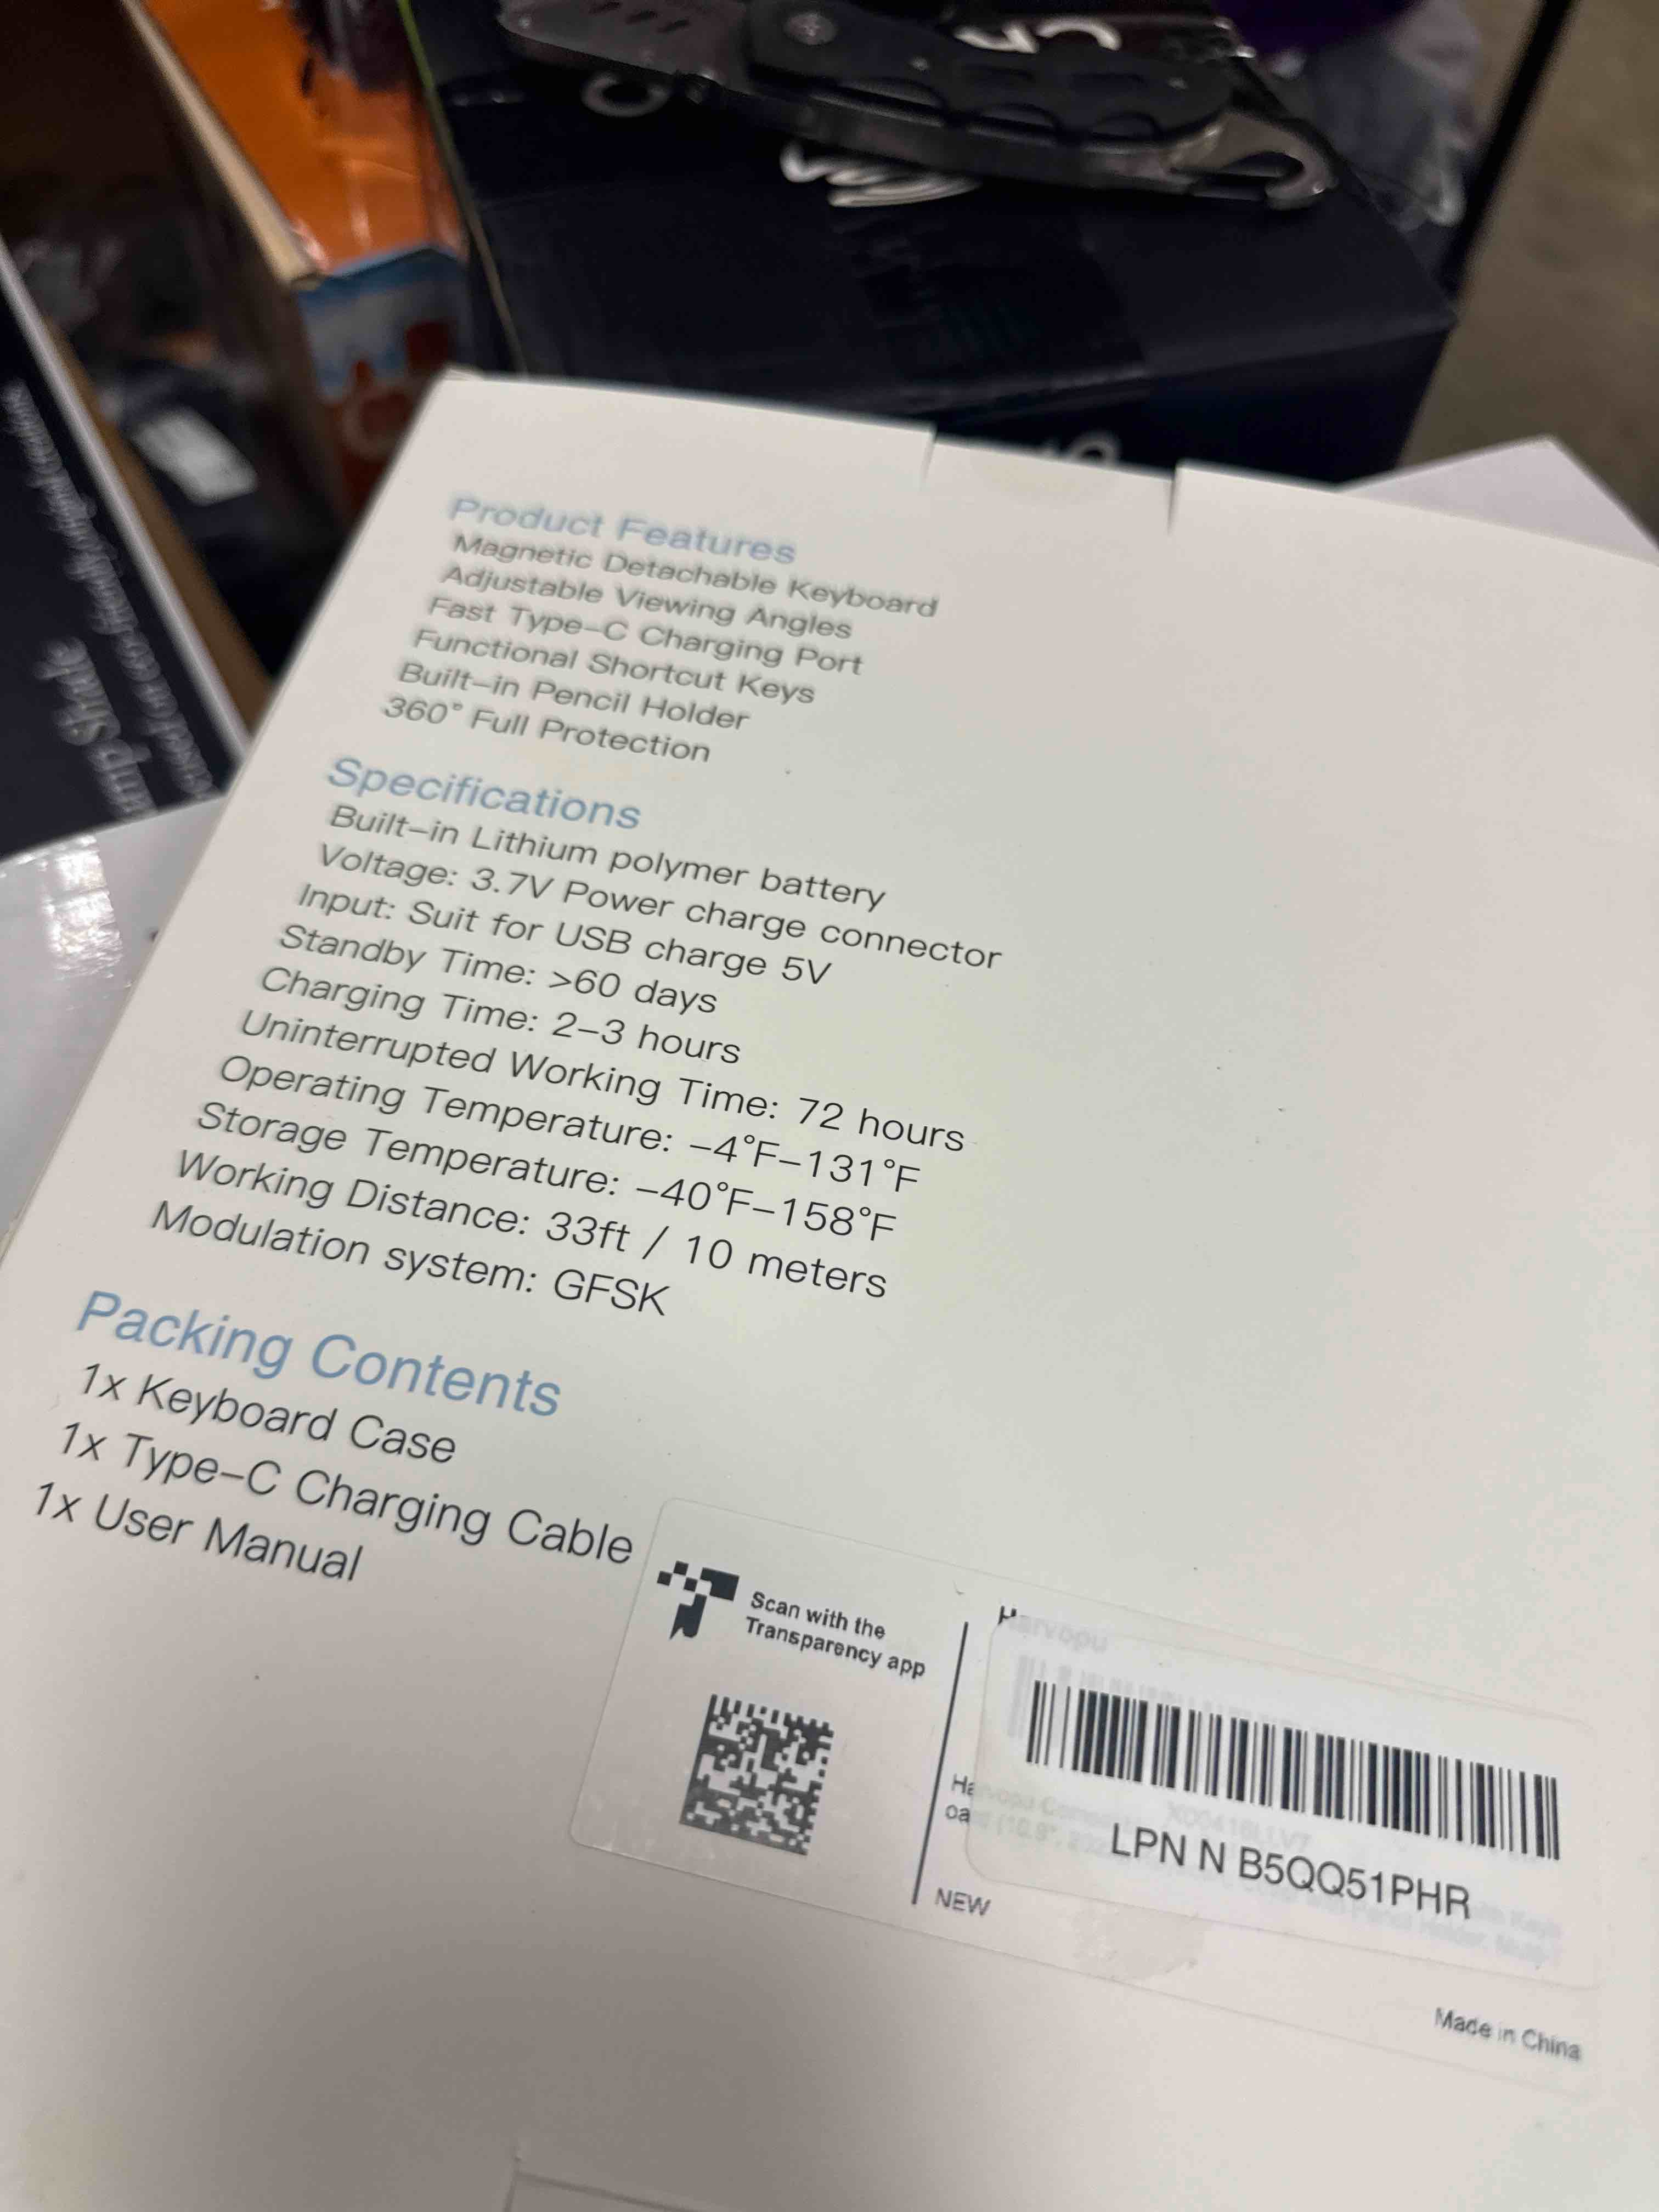 Product Features
Magnetic Detachable Keyboard
Adjustable Viewing Angles
Fast Type-C Charging Port
Functional Shortcut Keys
Built-in Pencil Holder
360° Full Protection
Specifications
Built-in Lithium polymer battery
Voltage: 3.7V Power charge connector
Input: Suit for USB charge 5V
Standby Time: >60 days
Charging Time: 2-3 hours
Uninterrupted Working Time: 72 hours
Operating Temperature: -4°F-131°F
Storage Temperature: -40°F-158°F
Working Distance: 33ft / 10 meters
Modulation system: GFSK
Packing Contents
1x Keyboard Case
1x Type-C Charging Cable
1x User Manual
Scan with the
Transparency app
Harvopu
LPN N B5QQ51PHR
NEW
Made in China